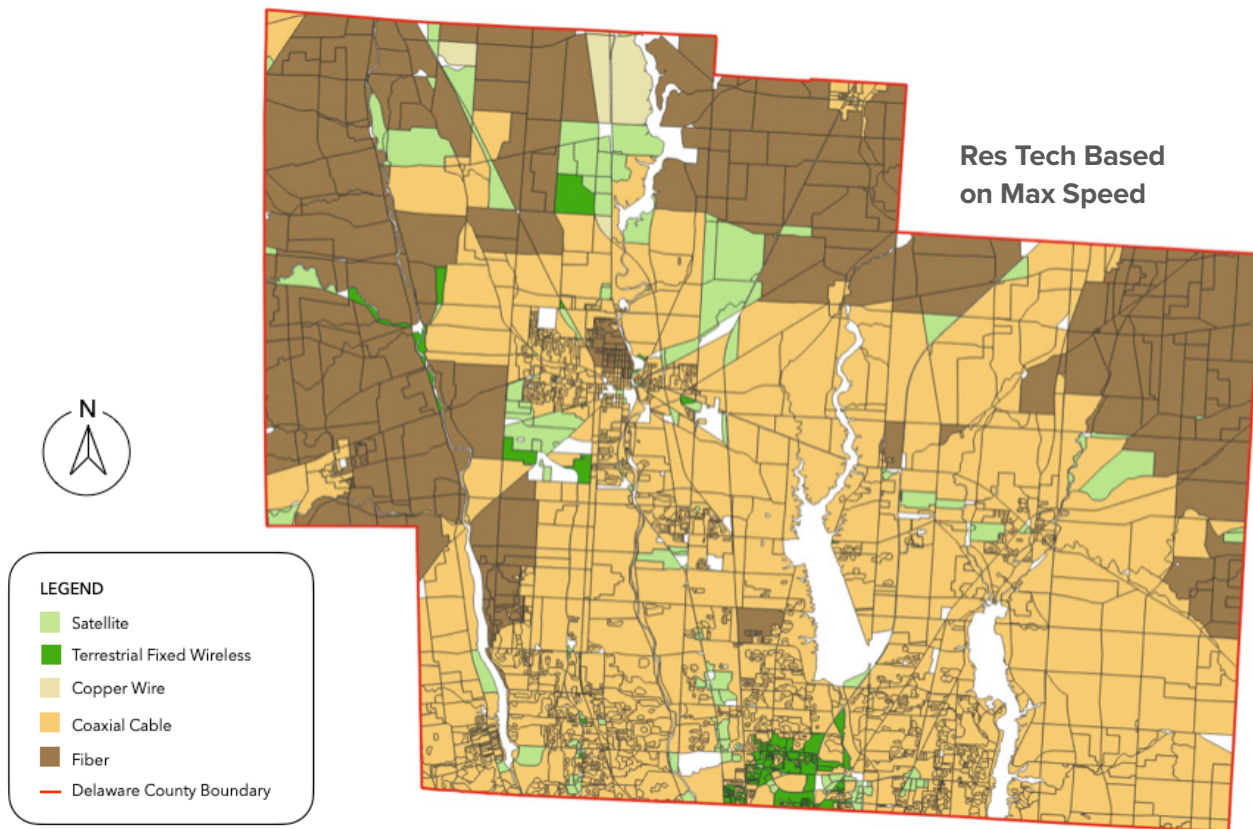 Res Tech Based
on Max Speed
N
LEGEND
Satellite
Terrestrial Fixed Wireless
Copper Wire
Coaxial Cable
Fiber
Delaware County Boundary